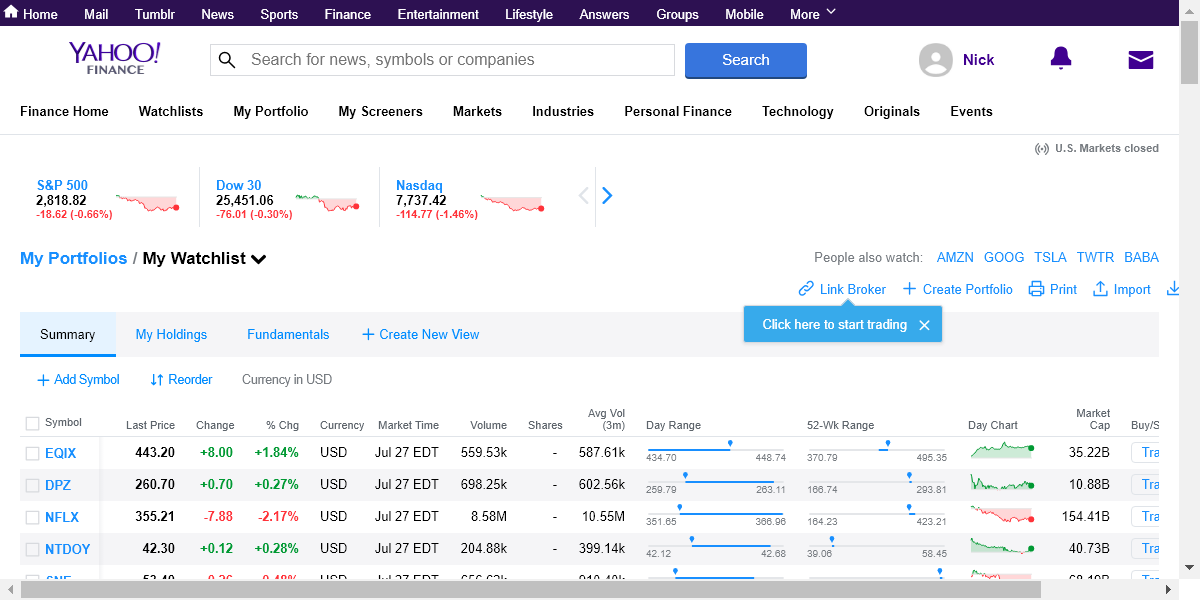 Home Mail Tumblr News Sports Finance Entertainment Lifestyle Answers Groups Mobile More
YAHOO!
FINANCE
Search for news, symbols or companies
Search
Nick
Finance Home Watchlists My Portfolio My Screeners Markets Industries Personal Finance Technology Originals Events
U.S. Markets closed
S&P 500
2,818.82
-18.62 (-0.66%)
Dow 30
25,451.06
-76.01 (-0.30%)
Nasdaq
7,737.42
-114.77 (-1.46%)
My Portfolios / My Watchlist
People also watch: AMZN GOOG TSLA TWTR BABA
Link Broker Create Portfolio Print Import
Click here to start trading
Summary My Holdings Fundamentals Create New View
Add Symbol Reorder Currency in USD
Symbol Last Price Change % Chg Currency Market Time Volume Shares Avg Vol (3m) Day Range 52-Wk Range Day Chart Market Cap Buy/S
EQIX 443.20 +8.00 +1.84% USD Jul 27 EDT 559.53k - 587.61k 434.70 448.74 370.79 495.35 35.22B Tra
DPZ 260.70 +0.70 +0.27% USD Jul 27 EDT 698.25k - 602.56k 259.79 263.11 166.74 293.81 10.88B Tra
NFLX 355.21 -7.88 -2.17% USD Jul 27 EDT 8.58M - 10.55M 351.65 366.96 164.23 423.21 154.41B Tra
NTDOY 42.30 +0.12 +0.28% USD Jul 27 EDT 204.88k - 399.14k 42.12 42.68 39.06 58.45 40.73B Tra